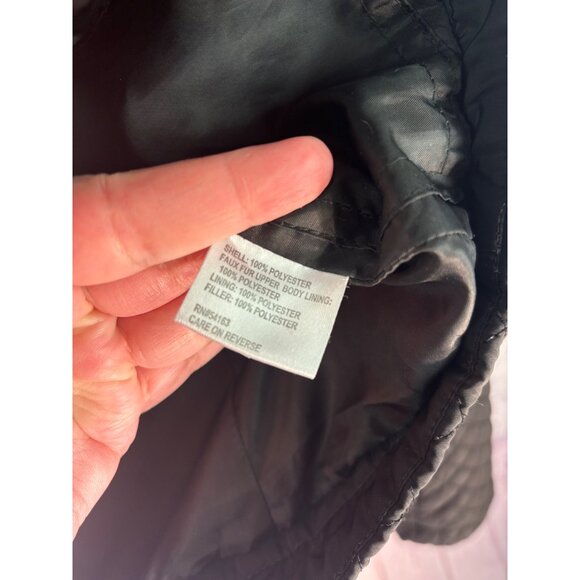 SHELL: 100% POLYESTER
FAUX FUR UPPER BODY LINING:
100% POLYESTER
LINING: 100% POLYESTER
FILLER: 100% POLYESTER
RN#54163
CARE ON REVERSE